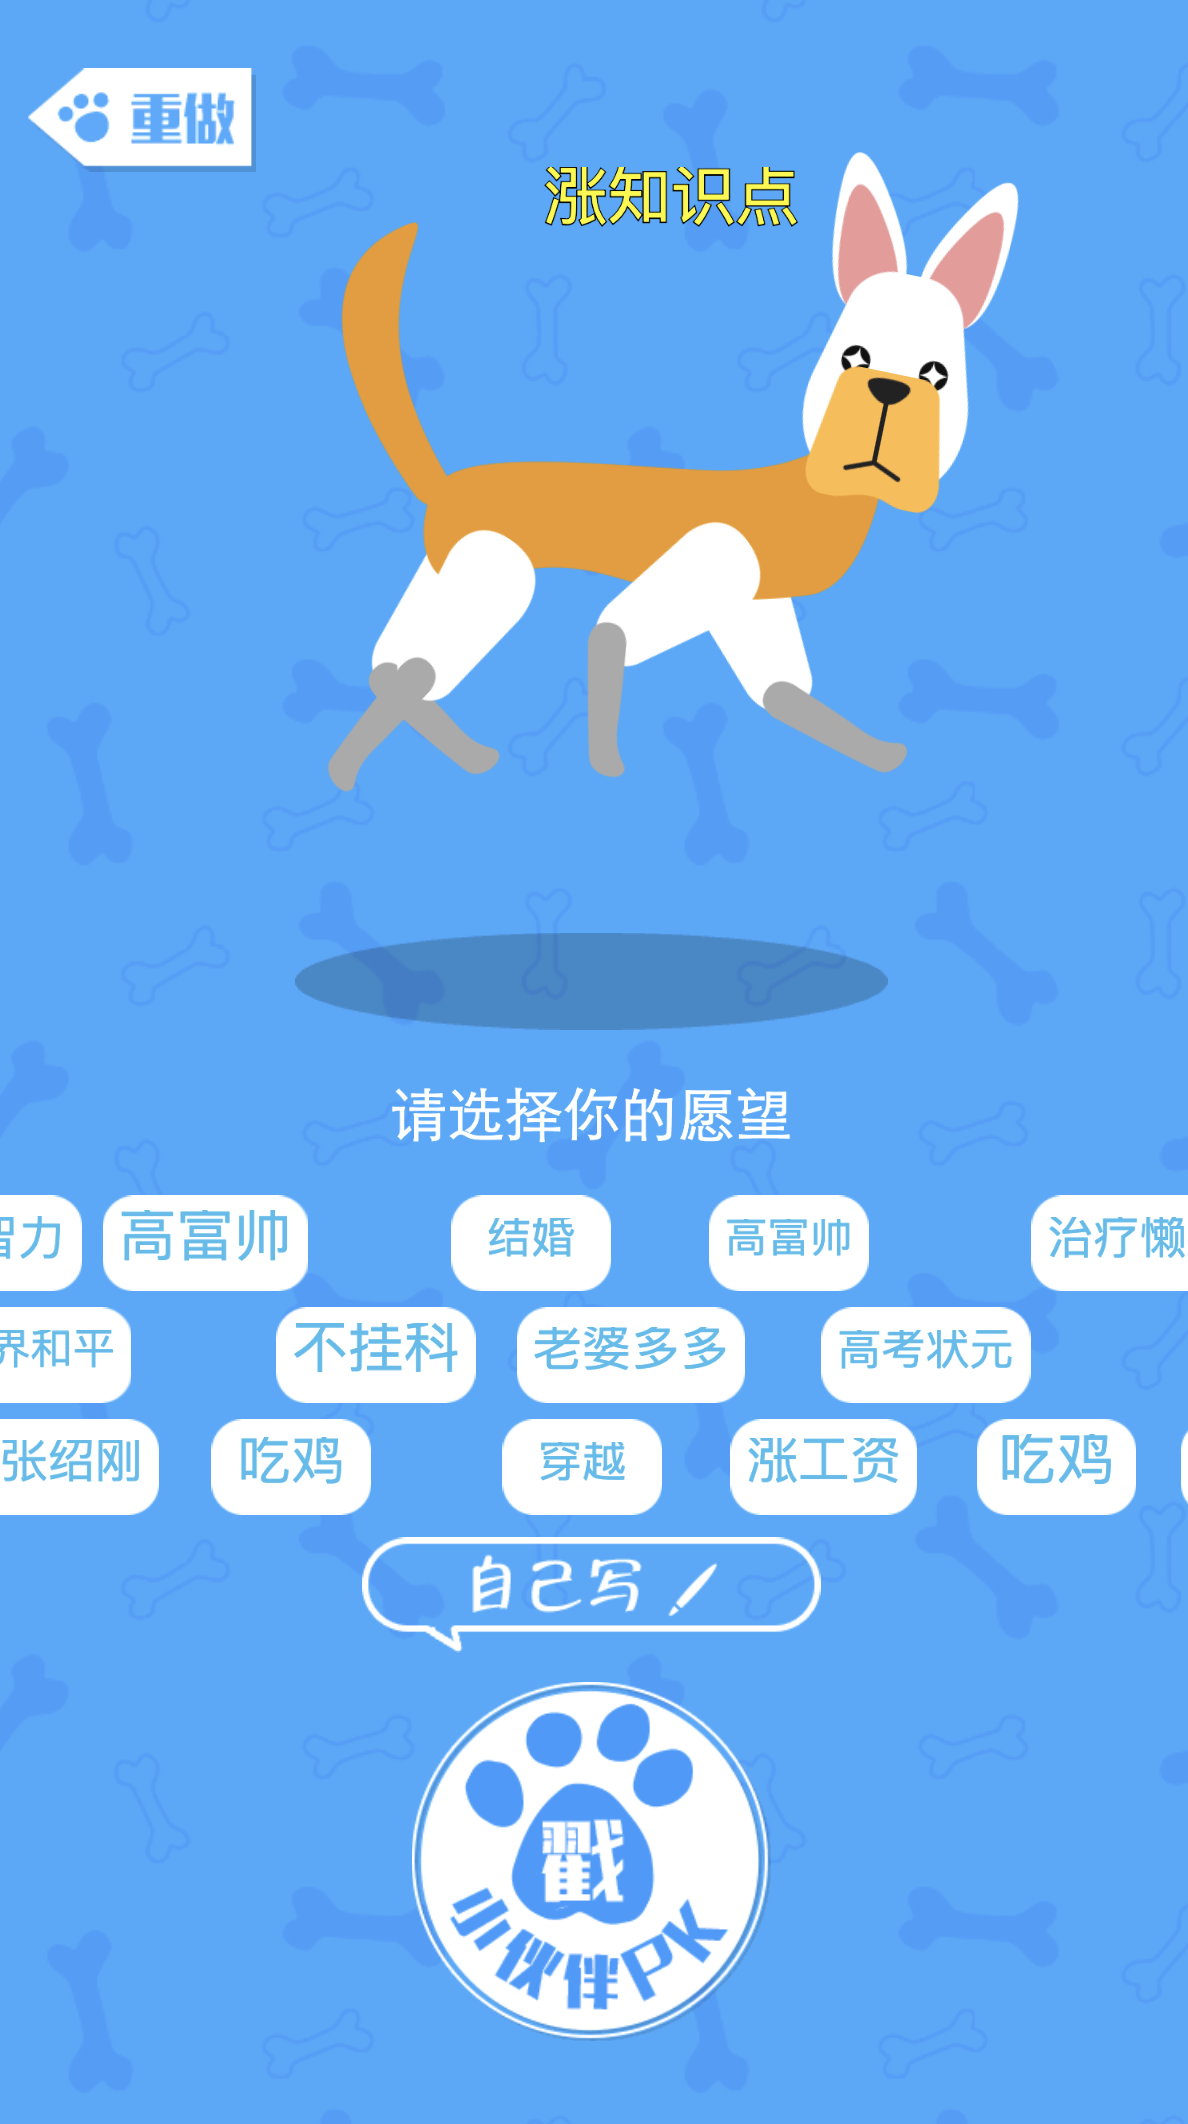 重做
涨知识点
请选择你的愿望
智力 高富帅 结婚 高富帅 治疗懒
界和平 不挂科 老婆多多 高考状元
张绍刚 吃鸡 穿越 涨工资 吃鸡
自己写
戳
小伙伴PK